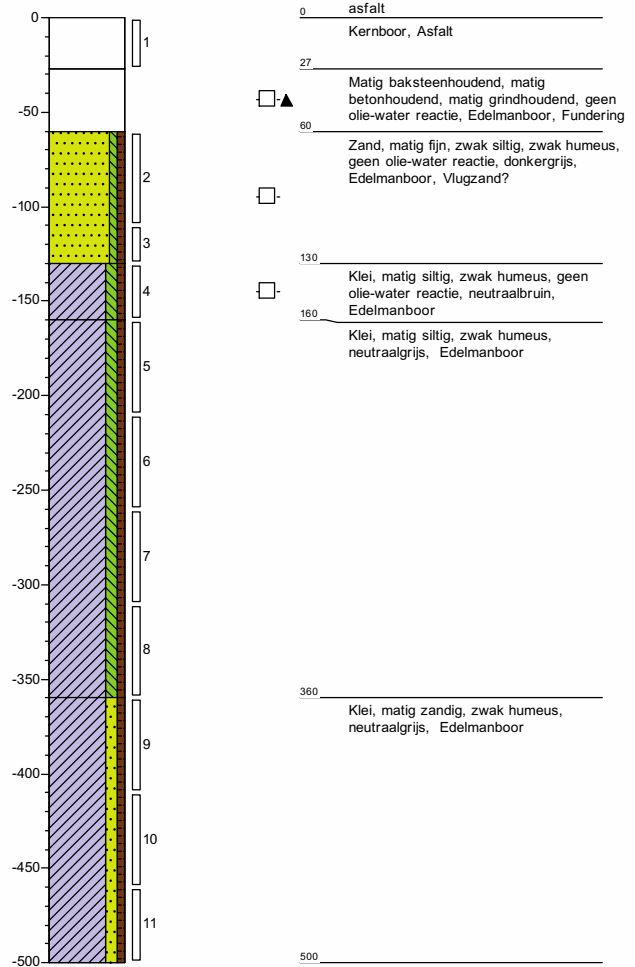 0
-50
-100
-150
-200
-250
-300
-350
-400
-450
-500
1
2
3
4
5
6
7
8
9
10
11
0 asfalt
Kernboor, Asfalt
27
Matig baksteenhoudend, matig
betonhoudend, matig grindhoudend, geen
olie-water reactie, Edelmanboor, Fundering
60
Zand, matig fijn, zwak siltig, zwak humeus,
geen olie-water reactie, donkergrijs,
Edelmanboor, Vlugzand?
130
Klei, matig siltig, zwak humeus, geen
olie-water reactie, neutraalbruin,
Edelmanboor
160
Klei, matig siltig, zwak humeus,
neutraalgrijs, Edelmanboor
360
Klei, matig zandig, zwak humeus,
neutraalgrijs, Edelmanboor
500